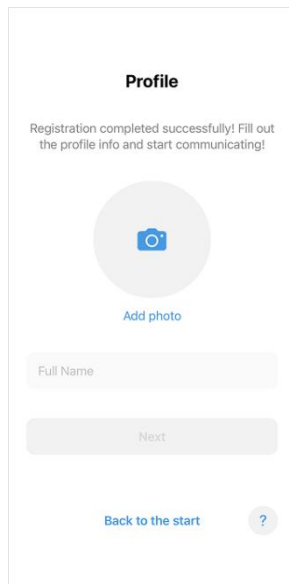 Profile
Registration completed successfully! Fill out
the profile info and start communicating!
Add photo
Full Name
Next
Back to the start
?